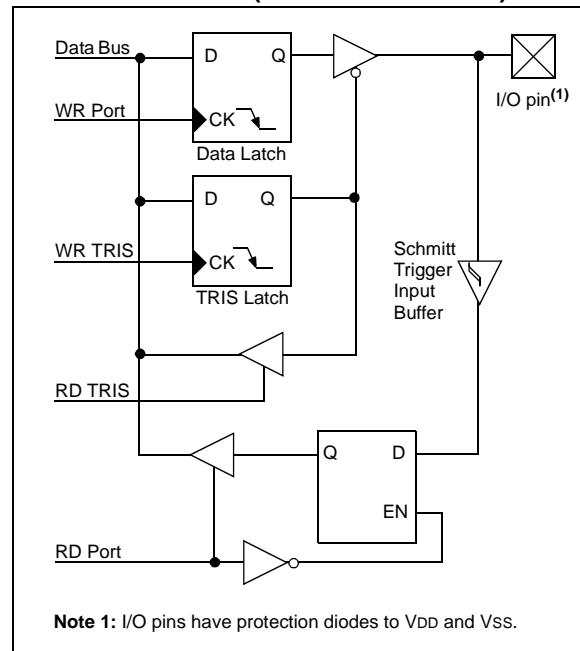 Data Bus
D Q
I/O pin(1)
WR Port
CK
Data Latch
D Q
WR TRIS
CK
TRIS Latch
Schmitt
Trigger
Input
Buffer
RD TRIS
Q D
EN
RD Port
Note 1: I/O pins have protection diodes to VDD and VSS.